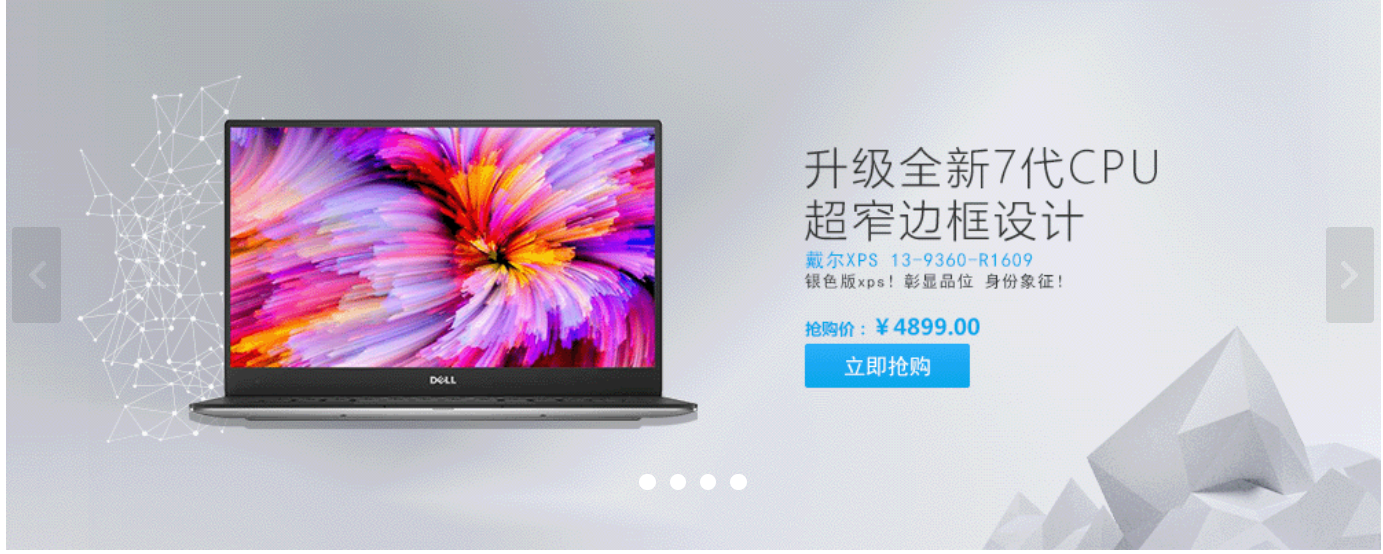 升级全新7代CPU
超窄边框设计
戴尔XPS 13-9360-R1609
银色版xps！彰显品位 身份象征！
抢购价：￥4899.00
立即抢购
DELL